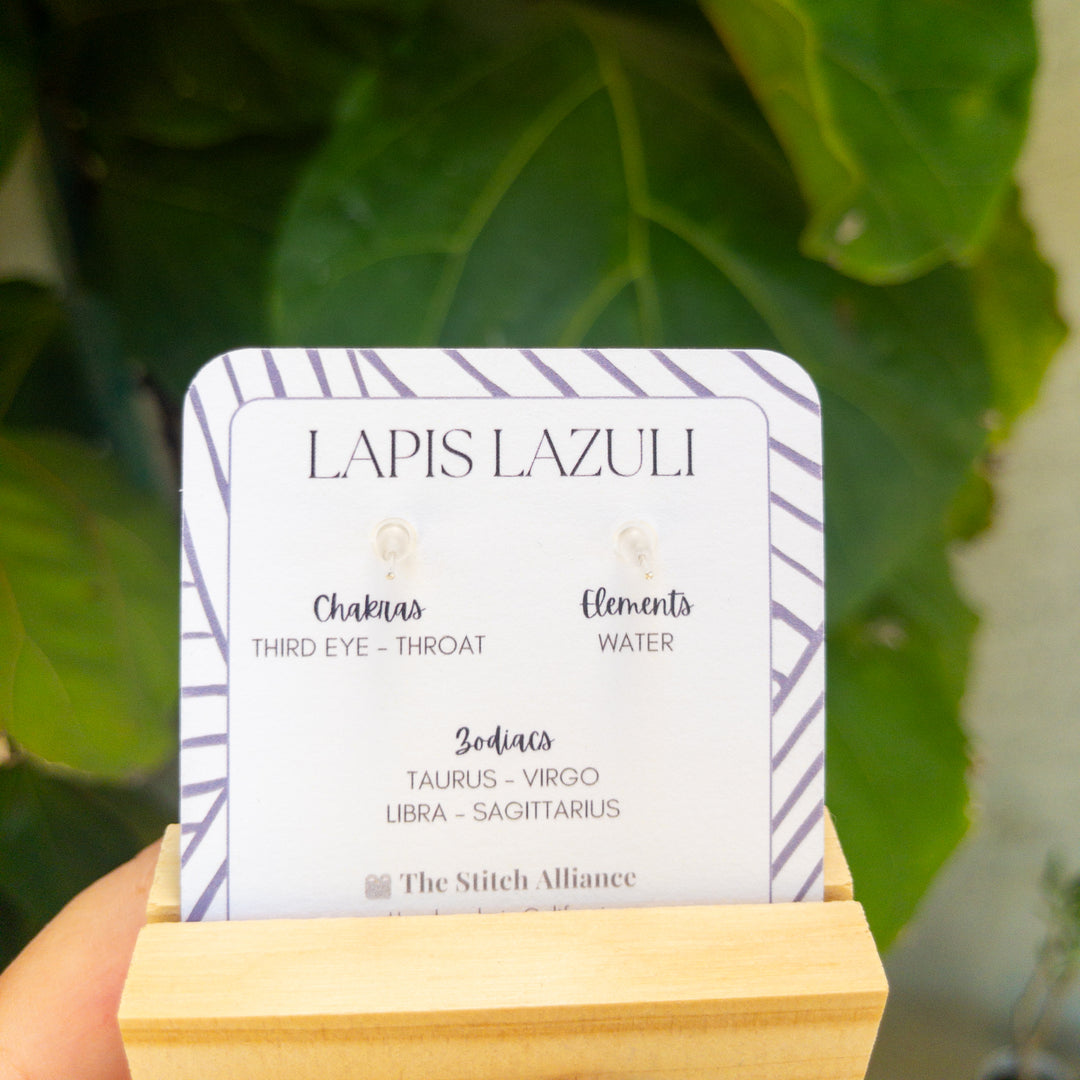 LAPIS LAZULI
Chakras
THIRD EYE – THROAT
Elements
WATER
Zodiacs
TAURUS – VIRGO
LIBRA – SAGITTARIUS
The Stitch Alliance